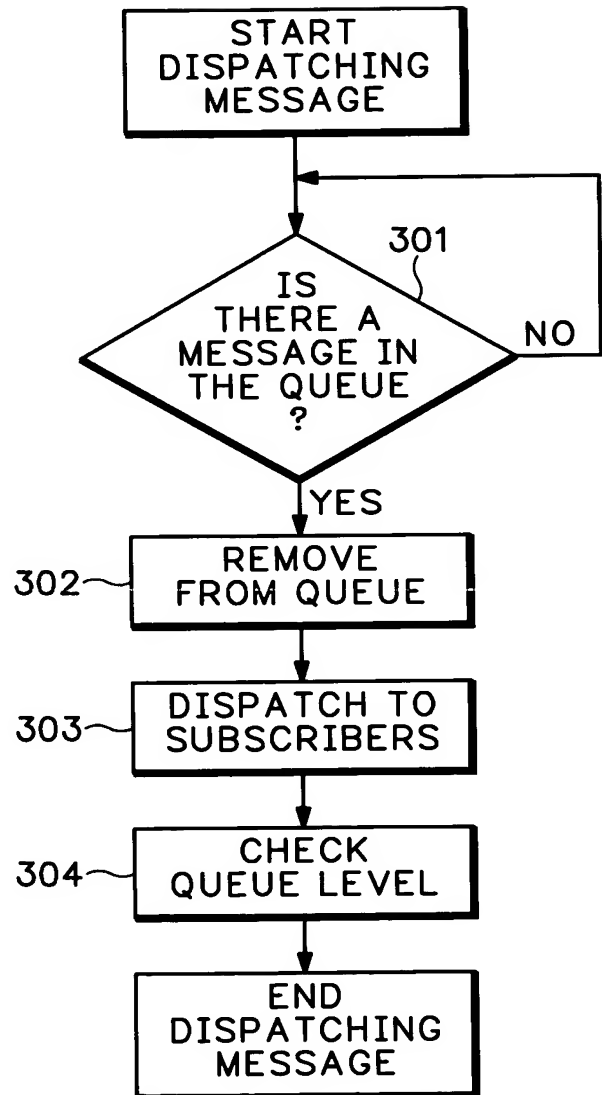 START
DISPATCHING
MESSAGE
301
IS
THERE A
MESSAGE IN
THE QUEUE
?
NO
YES
302
REMOVE
FROM QUEUE
303
DISPATCH TO
SUBSCRIBERS
304
CHECK
QUEUE LEVEL
END
DISPATCHING
MESSAGE